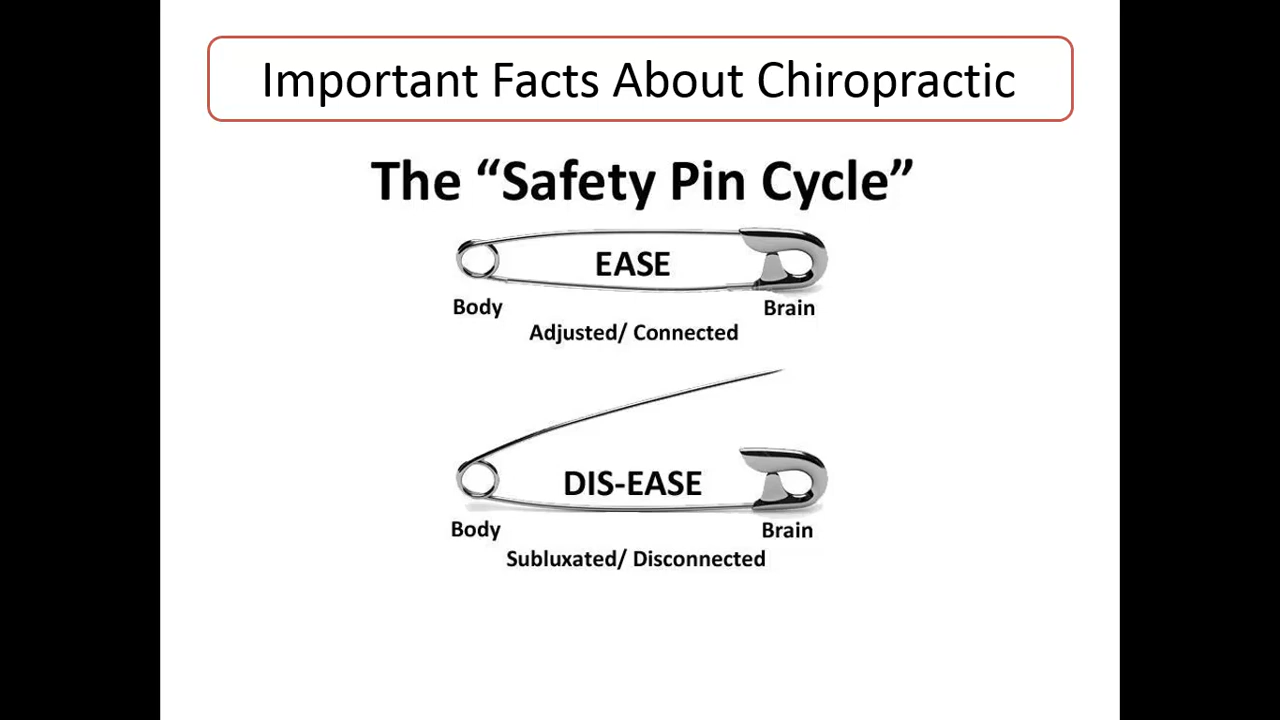 Important Facts About Chiropractic
The “Safety Pin Cycle”
EASE
Body Brain
Adjusted/ Connected
DIS-EASE
Body Brain
Subluxated/ Disconnected